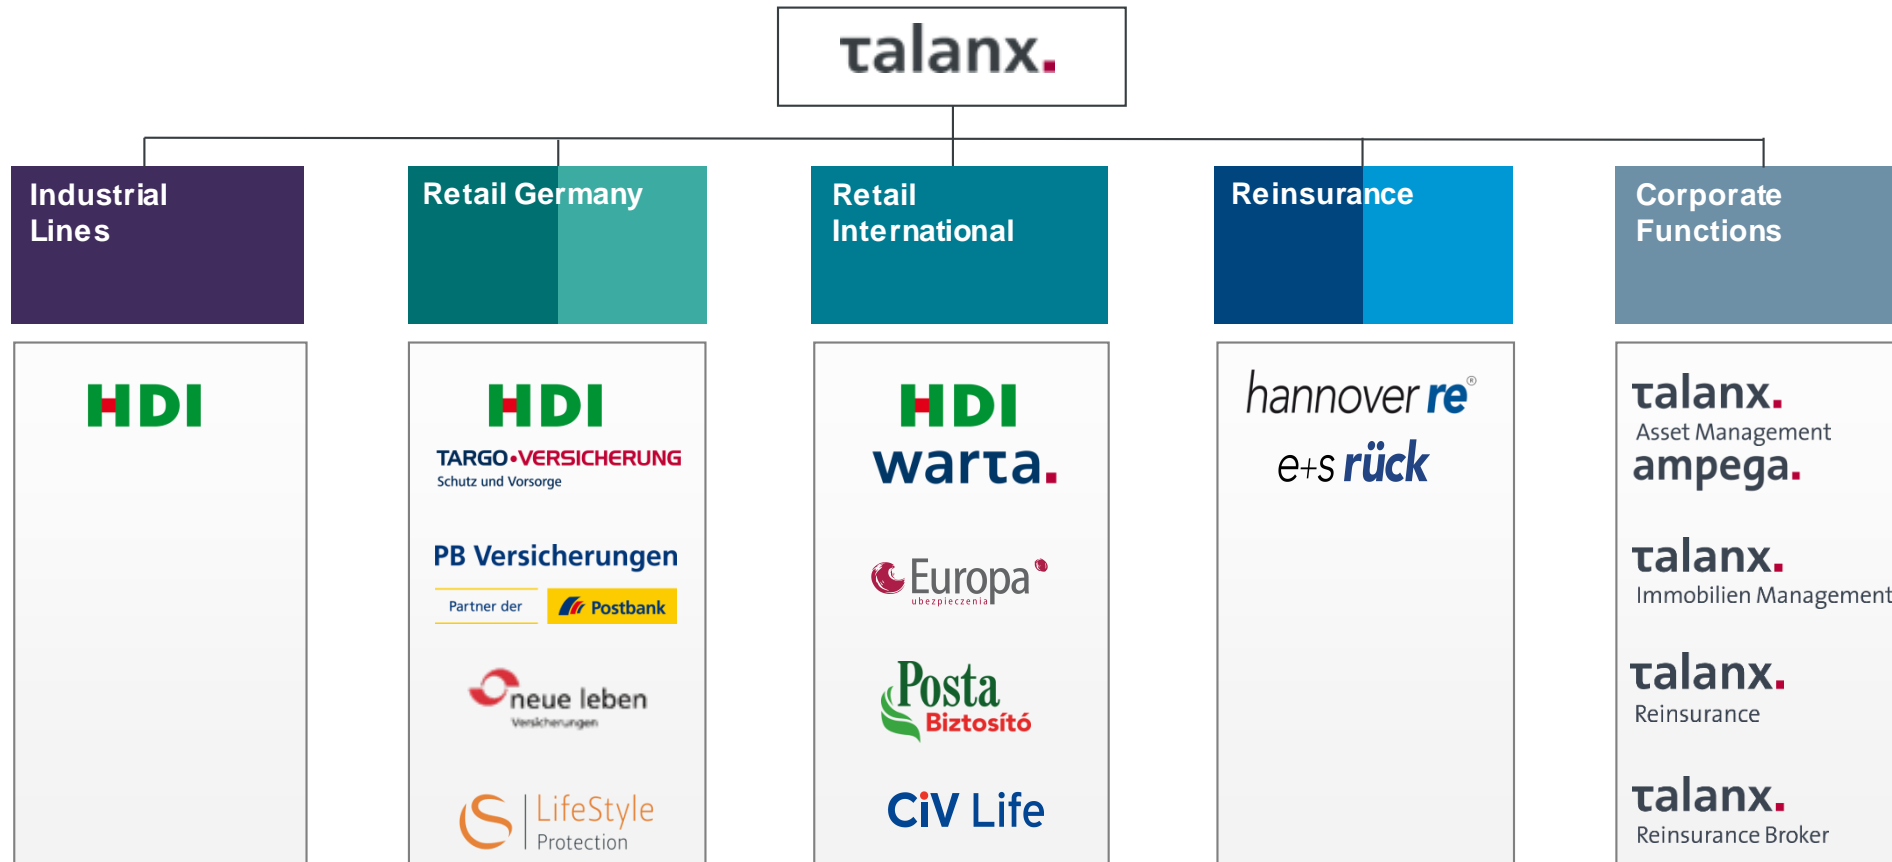 talanx.
Industrial
Lines
Retail Germany
Retail
International
Reinsurance
Corporate
Functions
HDI
HDI
TARGO•VERSICHERUNG
Schutz und Vorsorge
PB Versicherungen
Partner der
Postbank
neue leben
Versicherungen
LifeStyle
Protection
HDI
warta.
Europa
ubezpieczenia
Posta
Biztosító
CiV Life
hannover re®
e+s rück
talanx.
Asset Management
ampega.
talanx.
Immobilien Management
talanx.
Reinsurance
talanx.
Reinsurance Broker